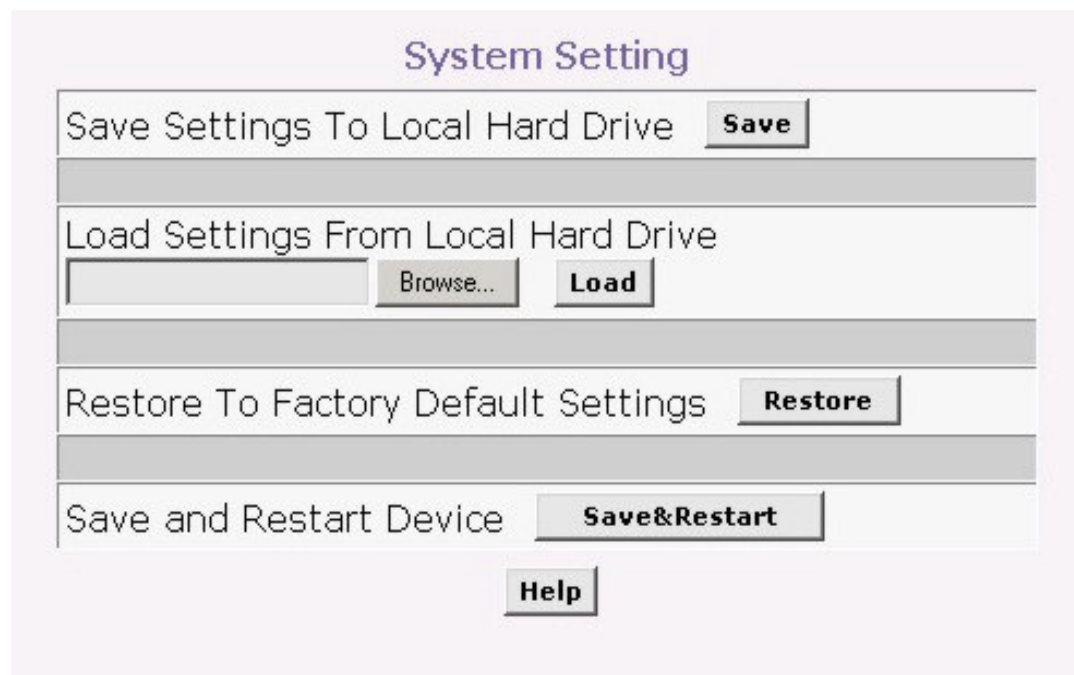 System Setting
Save Settings To Local Hard Drive Save
Load Settings From Local Hard Drive
Browse... Load
Restore To Factory Default Settings Restore
Save and Restart Device Save&Restart
Help